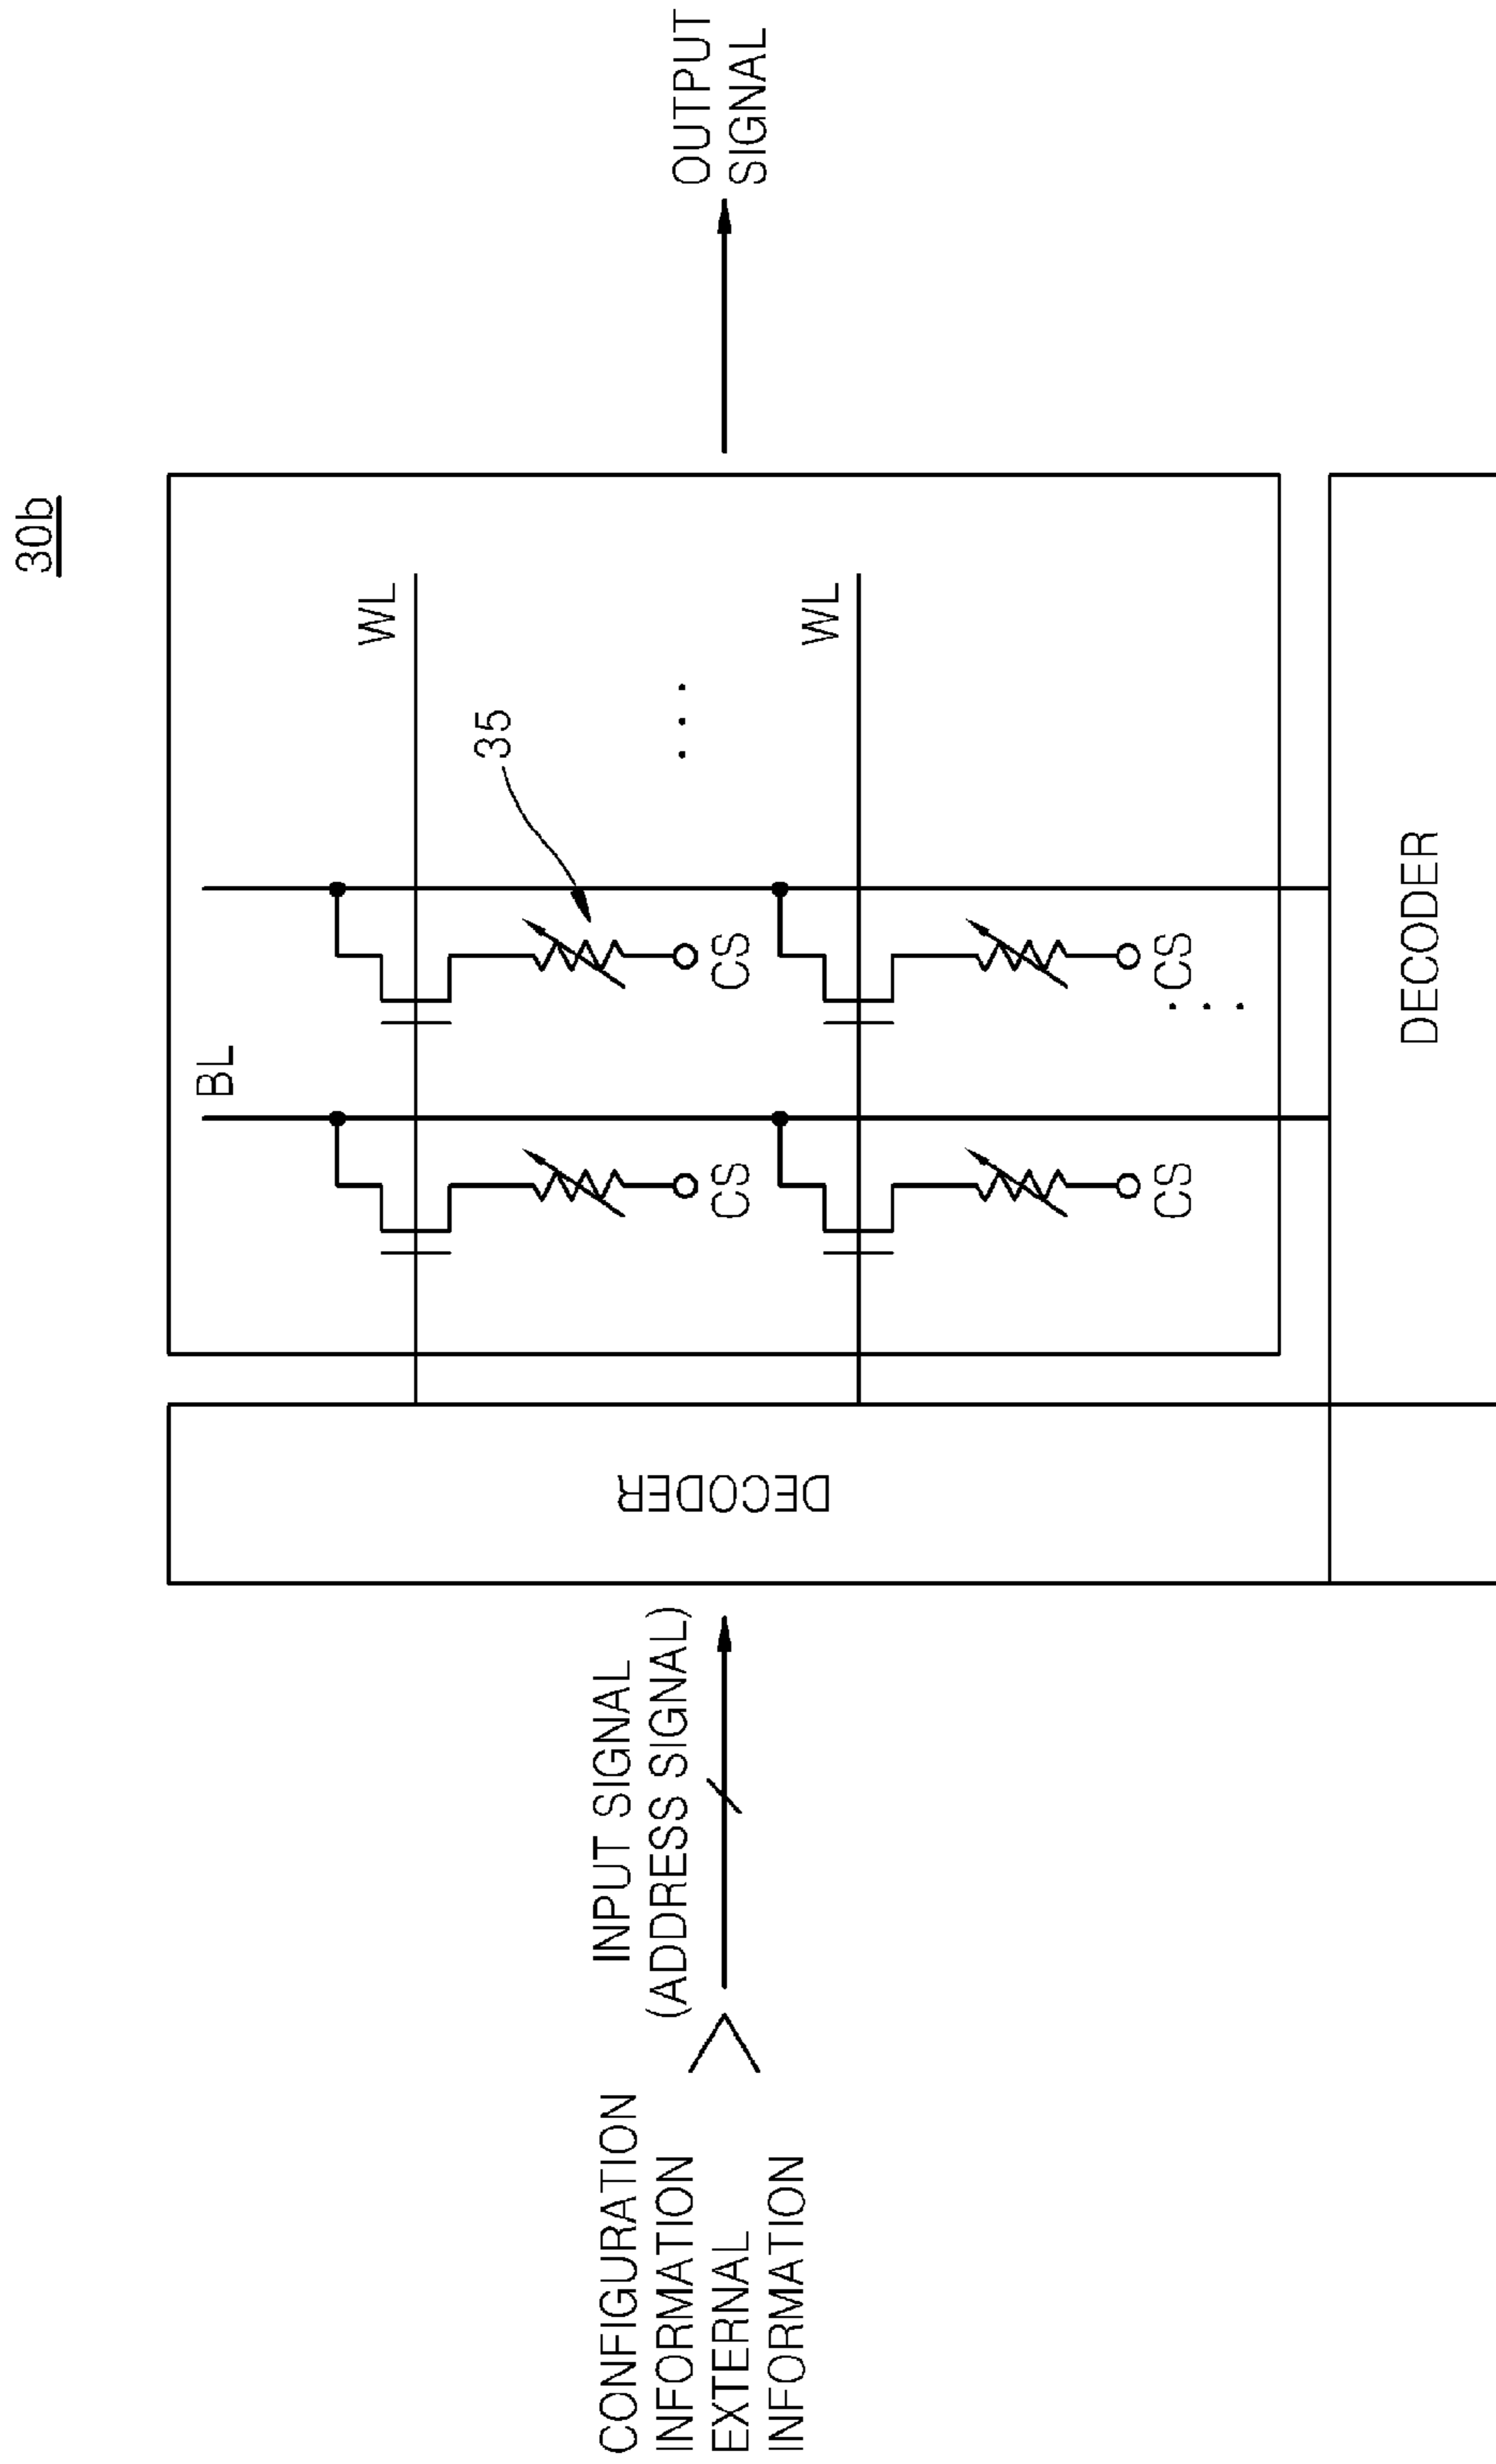 30b
CONFIGURATION
INFORMATION
EXTERNAL
INFORMATION
INPUT SIGNAL
(ADDRESS SIGNAL)
DECODER
BL
WL
35
CS
CS
WL
CS
CS
DECODER
OUTPUT
SIGNAL